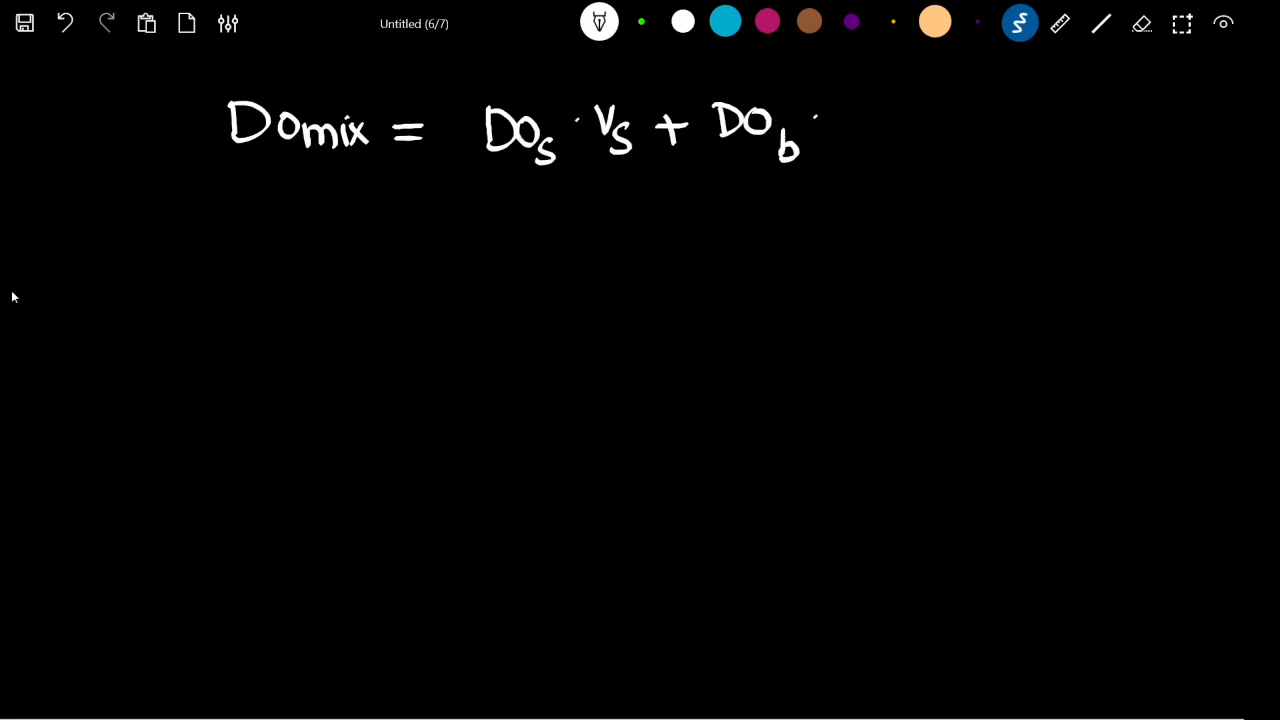 Untitled (6/7)
DOmix = DOs · Vs + DOb ·